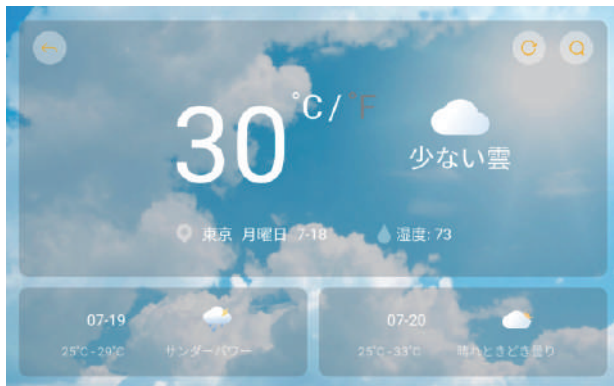 30 °C/°F
少ない雲
東京 月曜日 7-18
湿度: 73
07-19
25°C - 29°C
サンダーパワー
07-20
25°C - 33°C
晴れときどき曇り